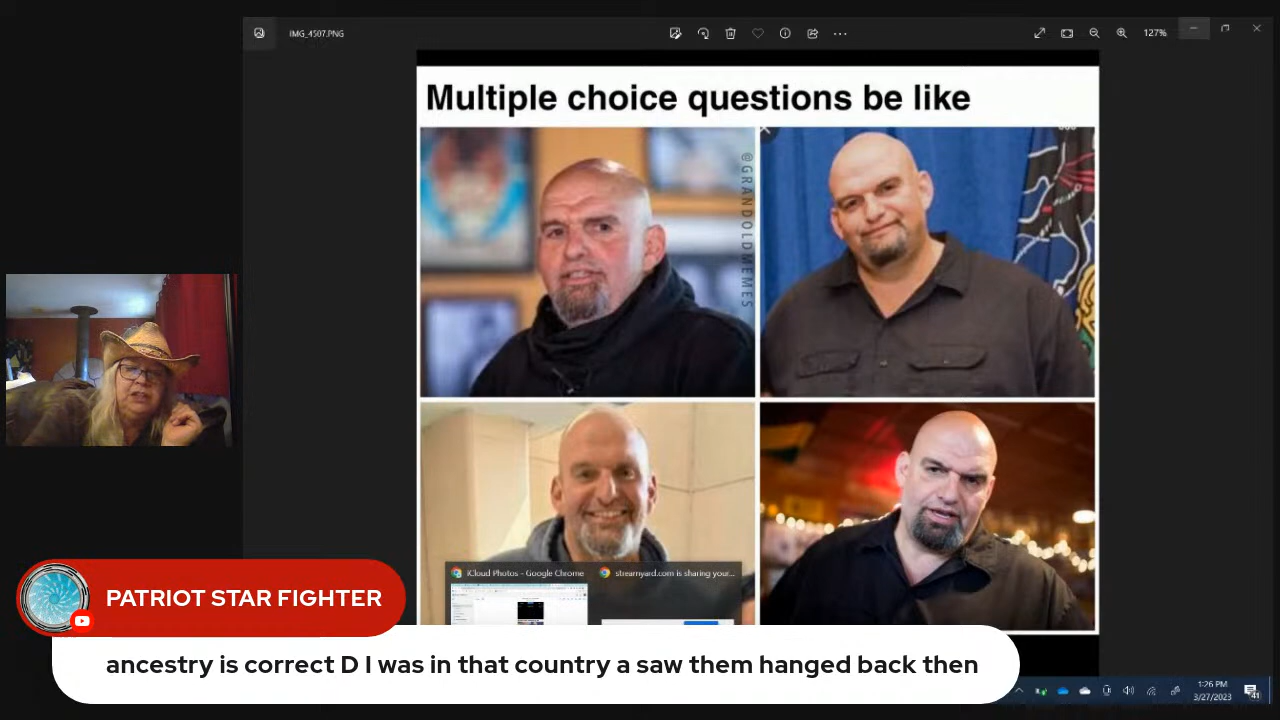 IMG_4507.PNG
127%
Multiple choice questions be like
@GRANDOLDMEMES
iCloud Photos - Google Chrome
streamyard.com is sharing your...
PATRIOT STAR FIGHTER
ancestry is correct D I was in that country a saw them hanged back then
1:26 PM
3/27/2023
41